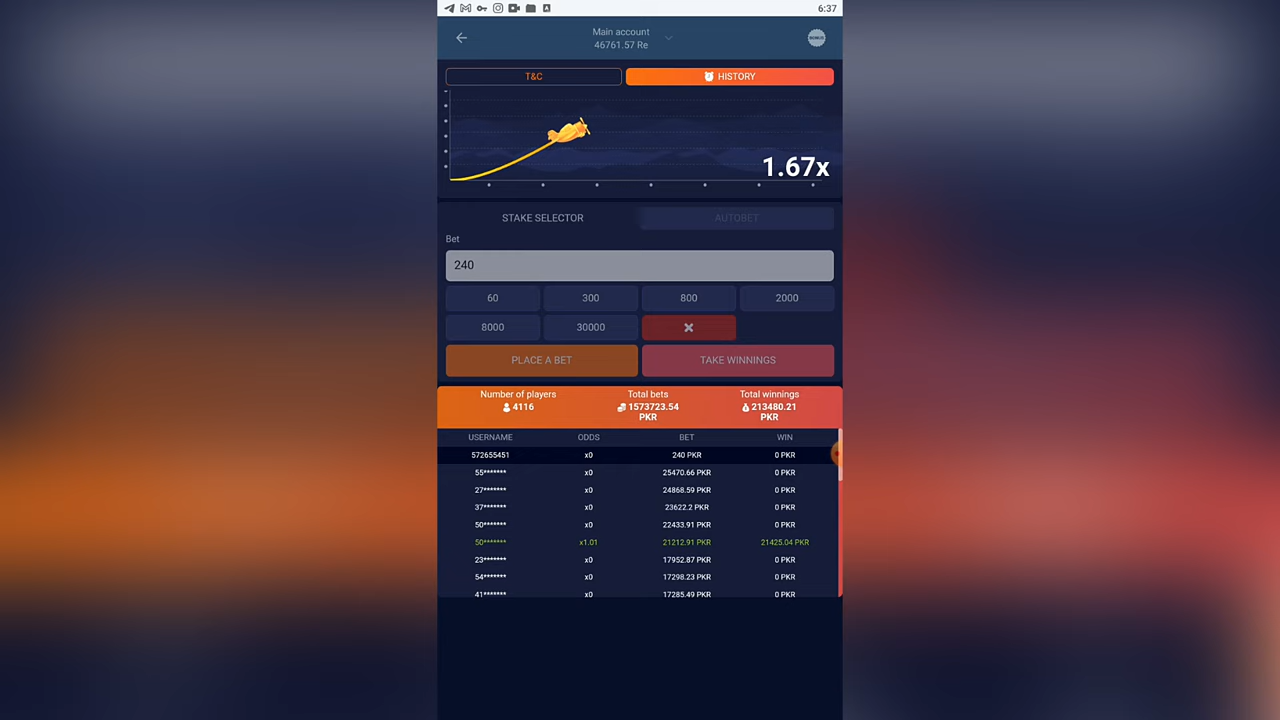 6:37
Main account
46761.57 Re
T&C
HISTORY
1.67x
STAKE SELECTOR
AUTOBET
Bet
240
60
300
800
2000
8000
30000
PLACE A BET
TAKE WINNINGS
Number of players
Total bets
Total winnings
4116
1573723.54
PKR
213480.21
PKR
USERNAME ODDS BET WIN
572655451 x0 240 PKR 0 PKR
55******* x0 25470.66 PKR 0 PKR
27******* x0 24868.59 PKR 0 PKR
37******* x0 23622.2 PKR 0 PKR
50******* x0 22433.91 PKR 0 PKR
50******* x1.01 21212.91 PKR 21425.04 PKR
23******* x0 17952.87 PKR 0 PKR
54******* x0 17298.23 PKR 0 PKR
41******* x0 17285.49 PKR 0 PKR